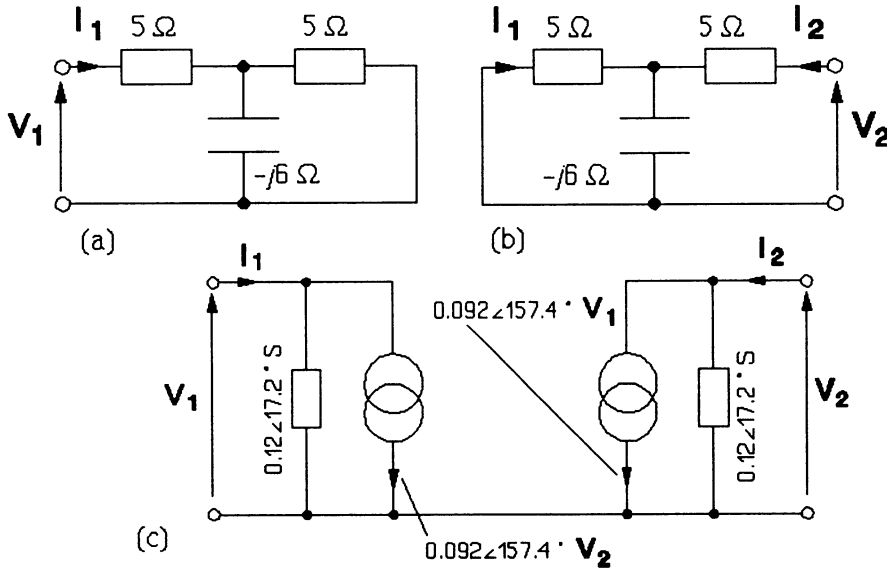 I1 5 Ω 5 Ω
V1
-j6 Ω
(a)
I1 5 Ω 5 Ω I2
V2
-j6 Ω
(b)
I1
V1
0.12∠17.2° S
0.092∠157.4° V1
0.092∠157.4° V2
I2
0.12∠17.2° S
V2
(c)